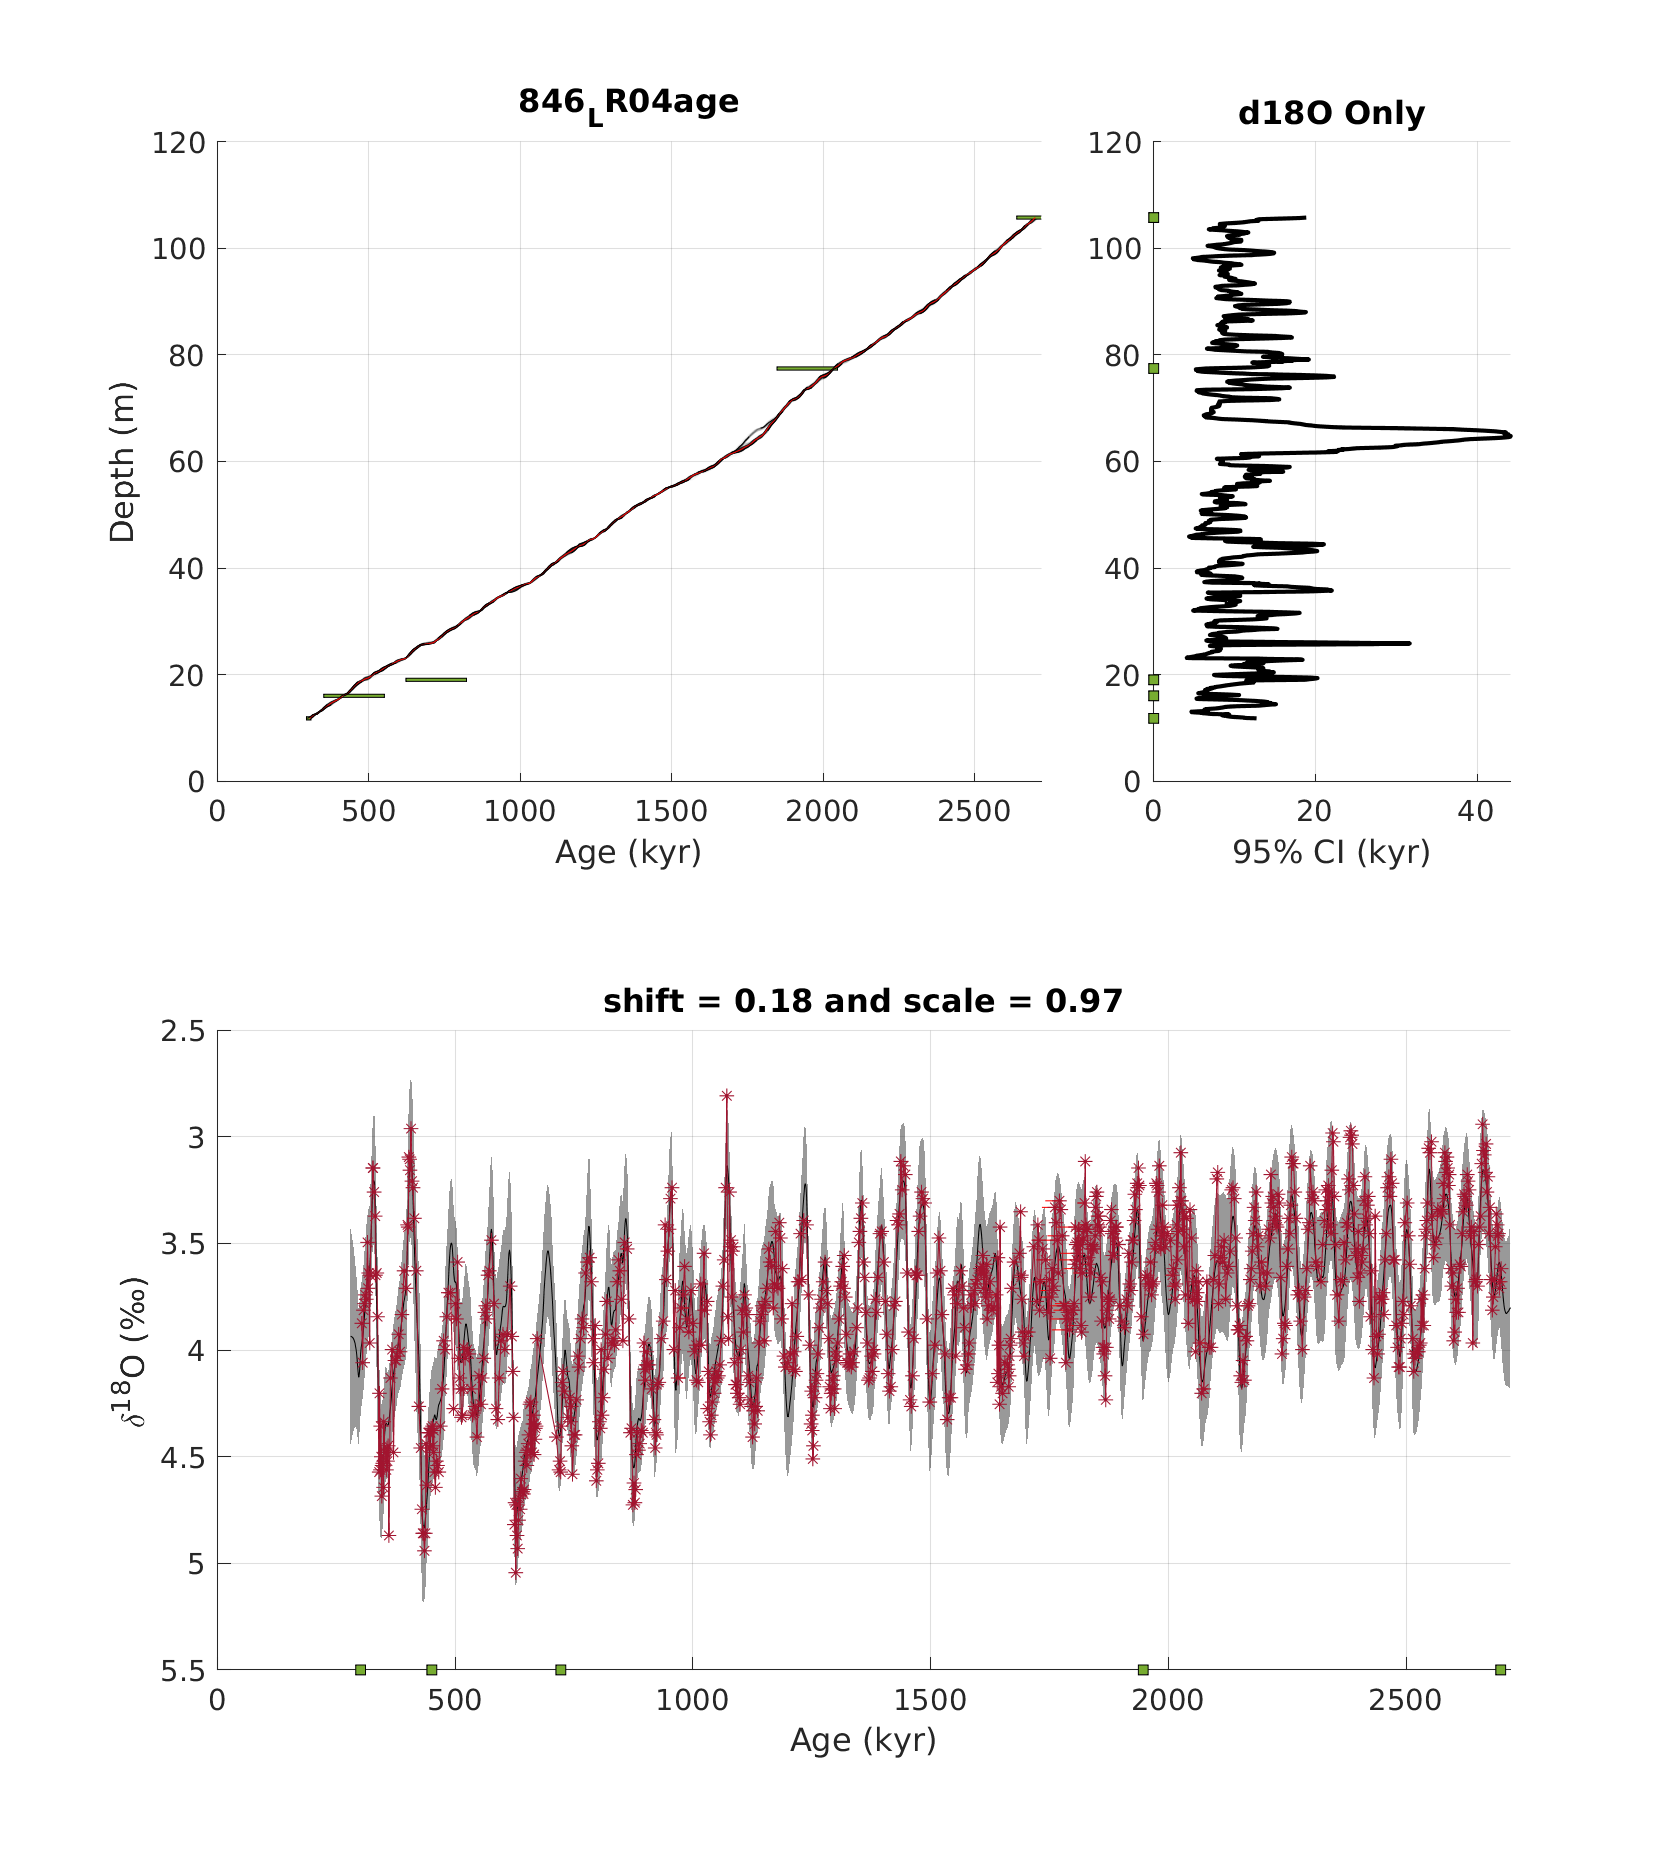 846LR04age
d18O Only
120
100
80
60
40
20
0
Depth (m)
0 500 1000 1500 2000 2500
Age (kyr)
120
100
80
60
40
20
0
0 20 40
95% CI (kyr)
shift = 0.18 and scale = 0.97
2.5
3
3.5
4
4.5
5
5.5
δ18O (‰)
0 500 1000 1500 2000 2500
Age (kyr)